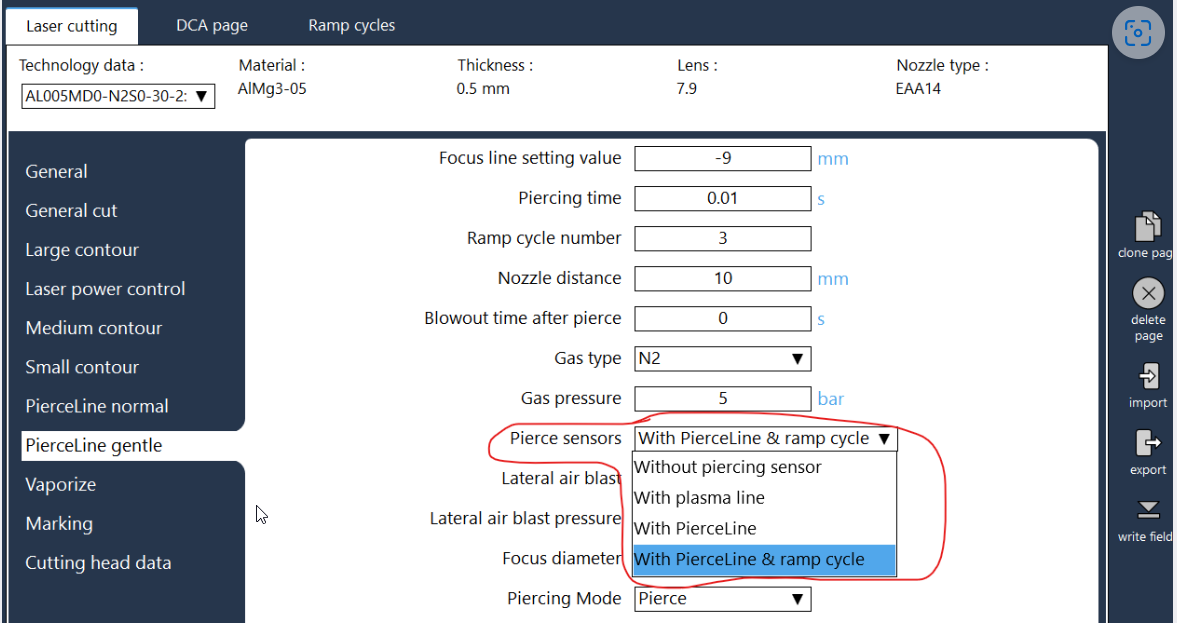 Laser cutting DCA page Ramp cycles
Technology data : Material : Thickness : Lens : Nozzle type :
AL005MD0-N2S0-30-2: AlMg3-05 0.5 mm 7.9 EAA14
General
General cut
Large contour
Laser power control
Medium contour
Small contour
PierceLine normal
PierceLine gentle
Vaporize
Marking
Cutting head data
Focus line setting value -9 mm
Piercing time 0.01 s
Ramp cycle number 3
Nozzle distance 10 mm
Blowout time after pierce 0 s
Gas type N2
Gas pressure 5 bar
Pierce sensors With PierceLine & ramp cycle
Without piercing sensor
With plasma line
With PierceLine
With PierceLine & ramp cycle
Lateral air blast
Lateral air blast pressure
Focus diameter
Piercing Mode Pierce
clone pag
delete
page
import
export
write field